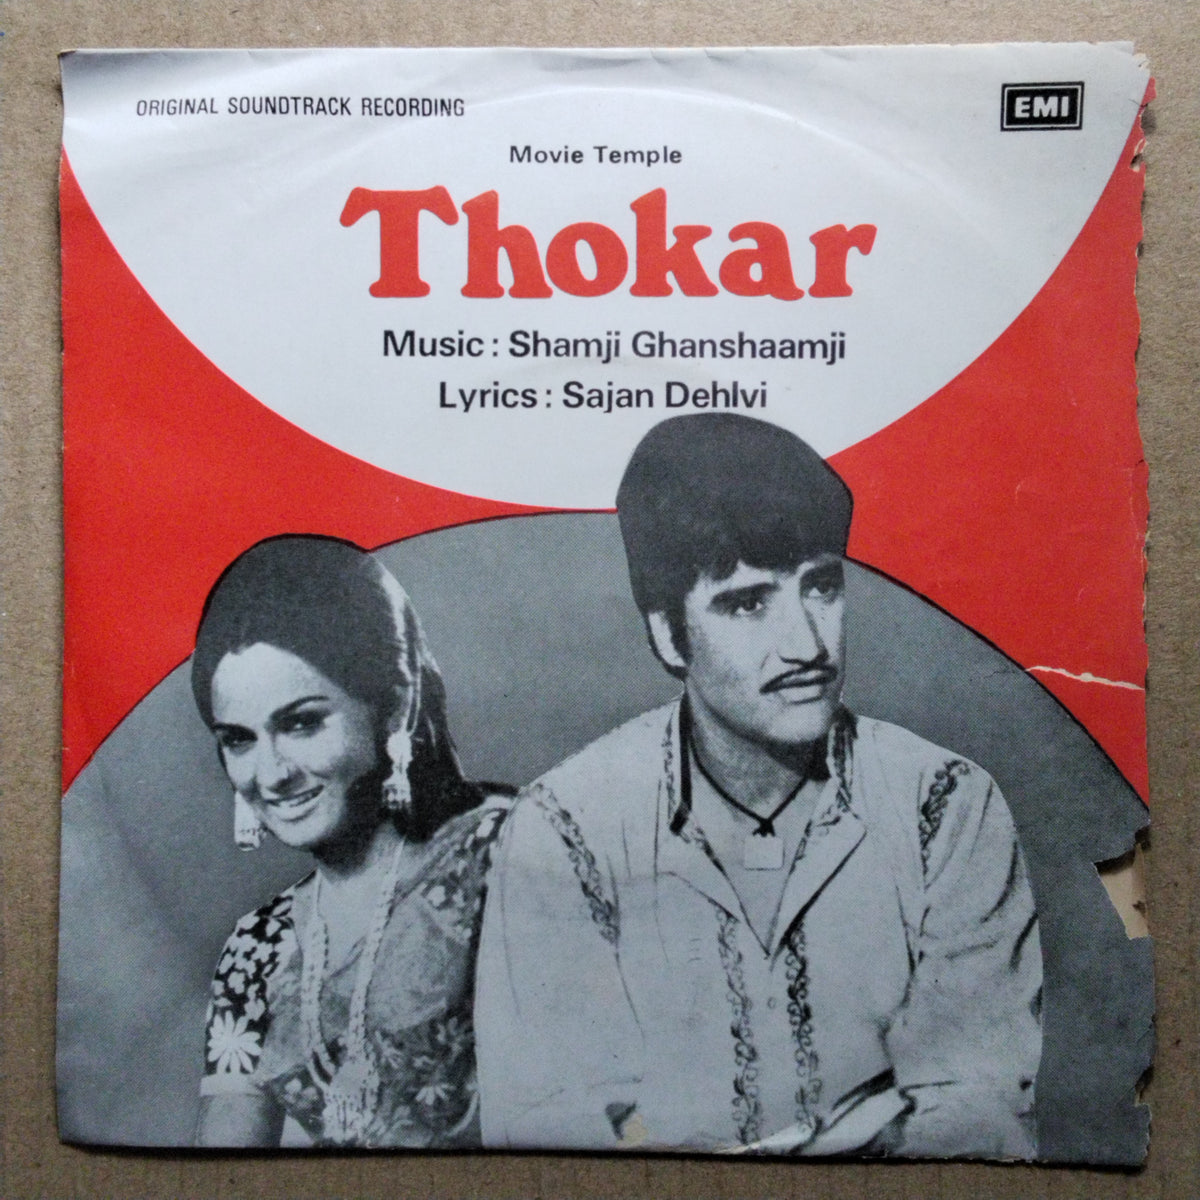 ORIGINAL SOUNDTRACK RECORDING
EMI
Movie Temple
Thokar
Music : Shamji Ghanshaamji
Lyrics : Sajan Dehlvi